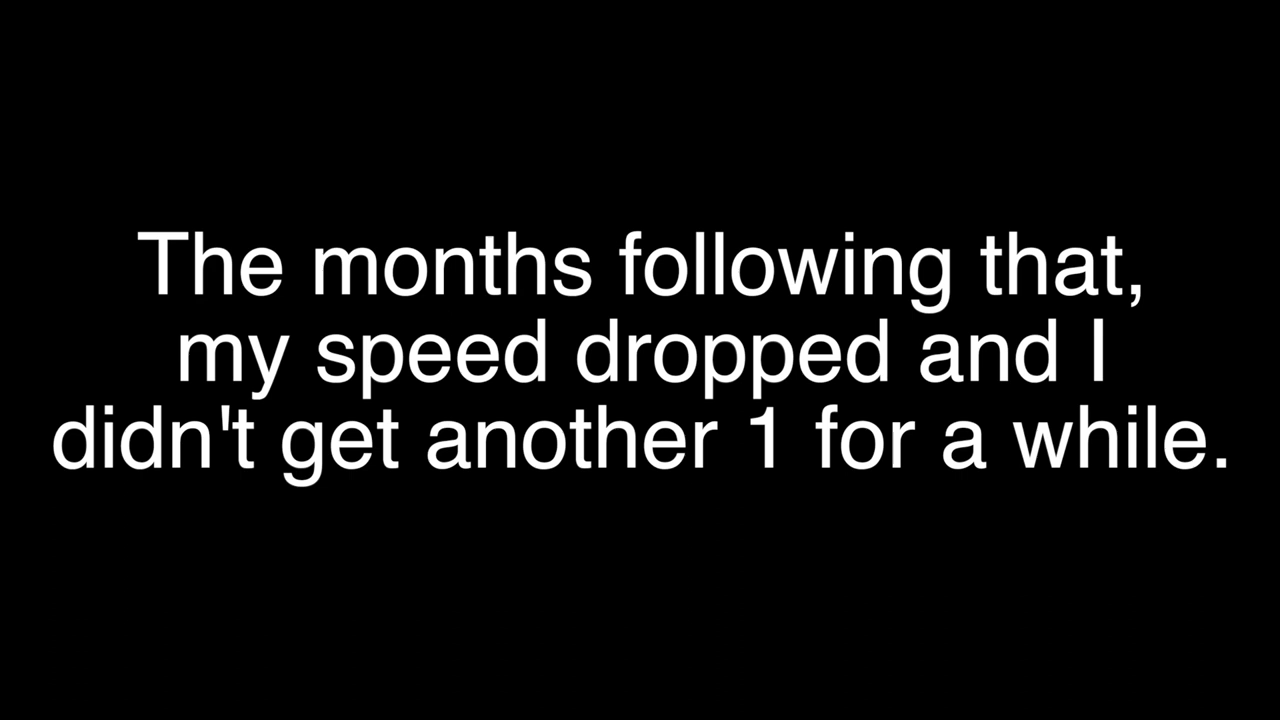 The months following that,
my speed dropped and I
didn't get another 1 for a while.